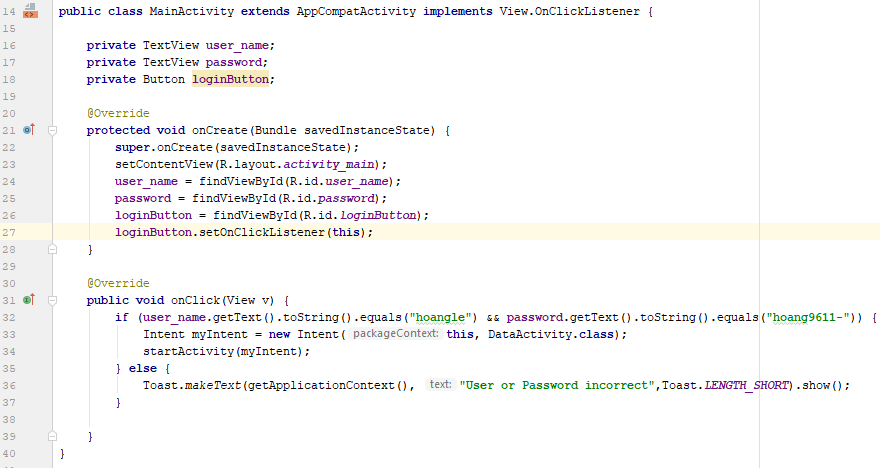 14 public class MainActivity extends AppCompatActivity implements View.OnClickListener {
15
16     private TextView user_name;
17     private TextView password;
18     private Button loginButton;
19
20     @Override
21     protected void onCreate(Bundle savedInstanceState) {
22         super.onCreate(savedInstanceState);
23         setContentView(R.layout.activity_main);
24         user_name = findViewById(R.id.user_name);
25         password = findViewById(R.id.password);
26         loginButton = findViewById(R.id.loginButton);
27         loginButton.setOnClickListener(this);
28     }
29
30     @Override
31     public void onClick(View v) {
32         if (user_name.getText().toString().equals("hoangle") && password.getText().toString().equals("hoang9611-")) {
33             Intent myIntent = new Intent( packageContext: this, DataActivity.class);
34             startActivity(myIntent);
35         } else {
36             Toast.makeText(getApplicationContext(), text: "User or Password incorrect",Toast.LENGTH_SHORT).show();
37         }
38
39     }
40 }